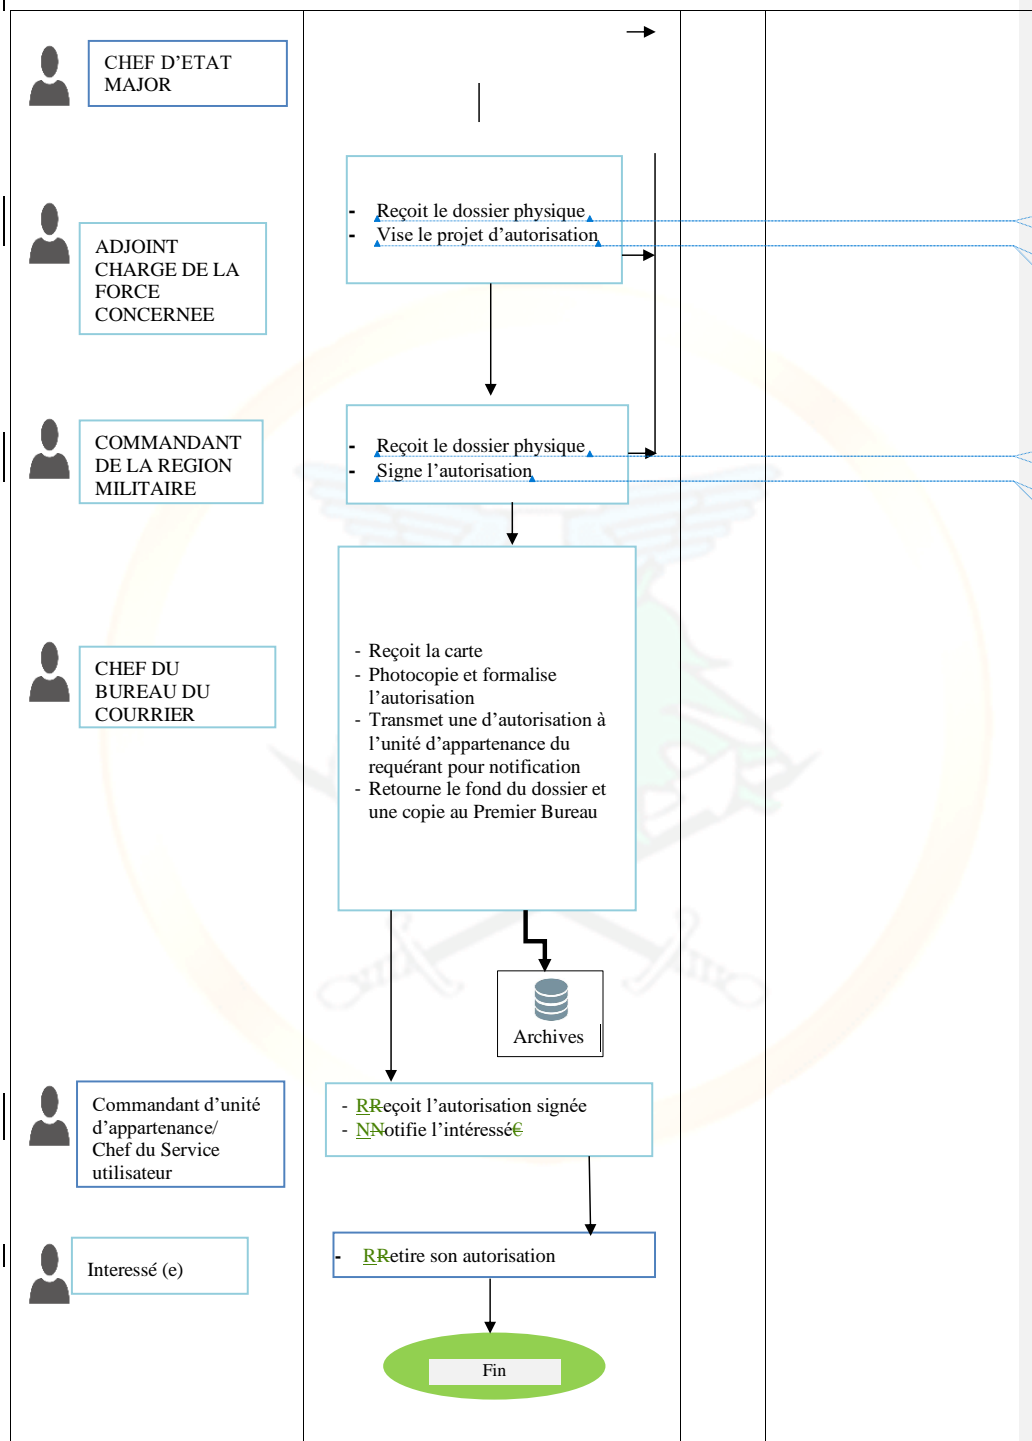 CHEF D’ETAT
MAJOR
- Reçoit le dossier physique
- Vise le projet d’autorisation
ADJOINT
CHARGE DE LA
FORCE
CONCERNEE
COMMANDANT
DE LA REGION
MILITAIRE
- Reçoit le dossier physique
- Signe l’autorisation
CHEF DU
BUREAU DU
COURRIER
- Reçoit la carte
- Photocopie et formalise
l’autorisation
- Transmet une d’autorisation à
l’unité d’appartenance du
requérant pour notification
- Retourne le fond du dossier et
une copie au Premier Bureau
Archives
Commandant d’unité
d’appartenance/
Chef du Service
utilisateur
- RReçoit l’autorisation signée
- NNotifie l’intéressé€
Interessé (e)
- RRetire son autorisation
Fin